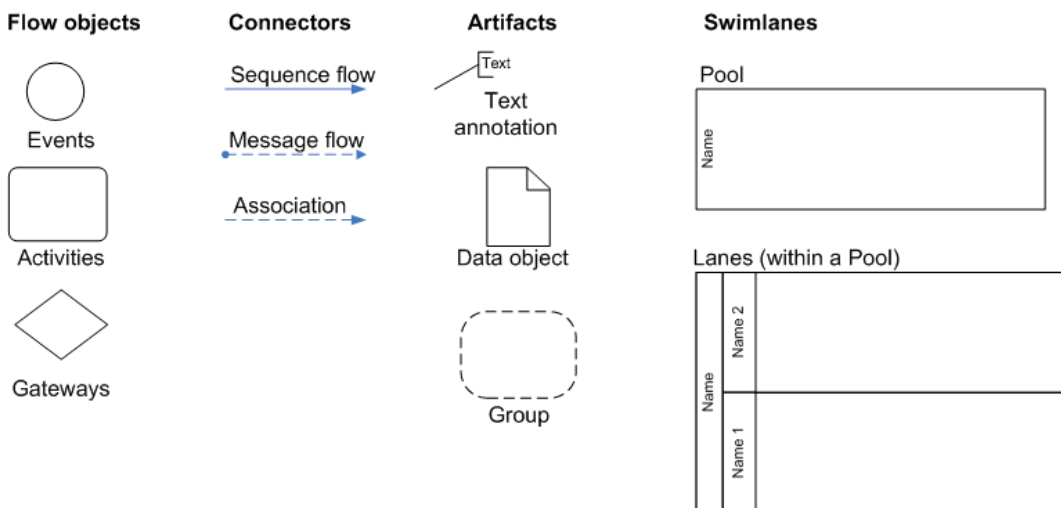 Flow objects
Connectors
Artifacts
Swimlanes
Events
Activities
Gateways
Sequence flow
Message flow
Association
Text
Text
annotation
Data object
Group
Pool
Name
Lanes (within a Pool)
Name
Name 2
Name 1